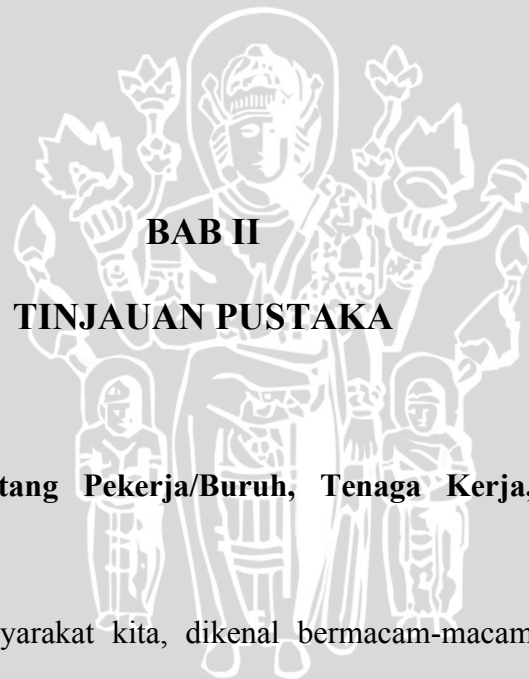 BAB II
TINJAUAN PUSTAKA
tang Pekerja/Buruh, Tenaga Kerja,
yarakat kita, dikenal bermacam-macam